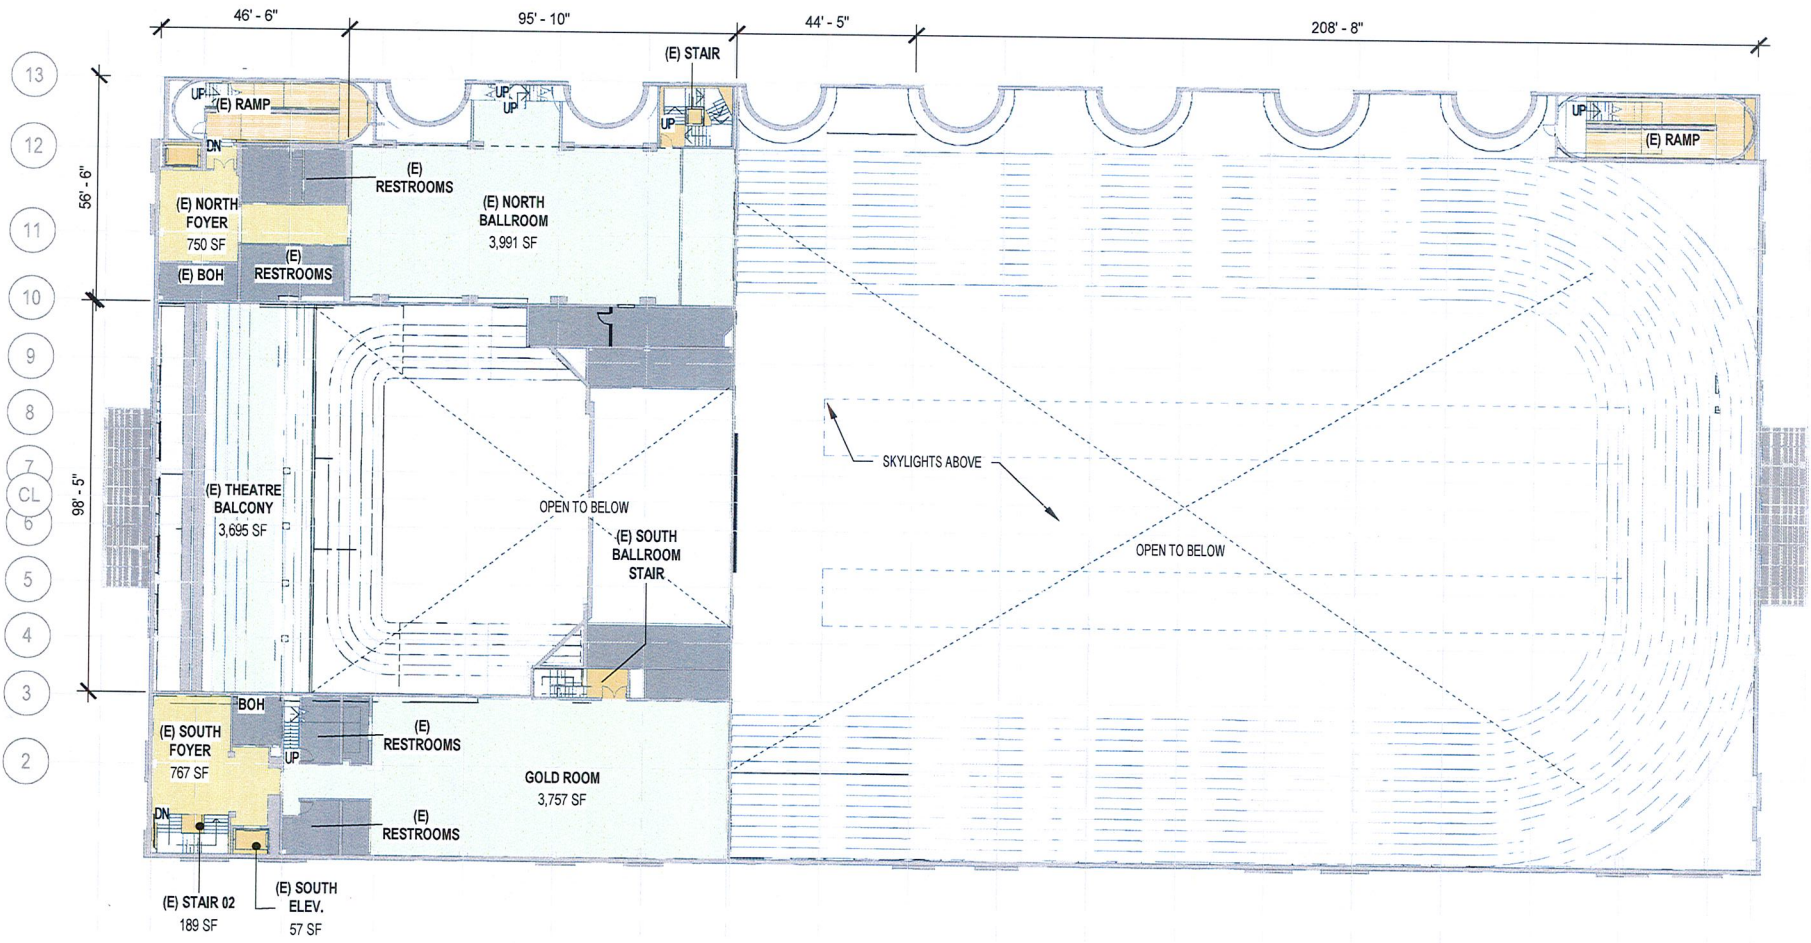 46' - 6"
95' - 10"
44' - 5"
208' - 8"
(E) STAIR
13
12
11
10
9
8
7
CL
6
5
4
3
2
56' - 6"
98' - 5"
UP
(E) RAMP
UP
UP
UP
UP
(E) RAMP
DN
(E)
RESTROOMS
(E) NORTH
FOYER
750 SF
(E) NORTH
BALLROOM
3,991 SF
(E) BOH
(E)
RESTROOMS
(E) THEATRE
BALCONY
3,695 SF
OPEN TO BELOW
(E) SOUTH
BALLROOM
STAIR
SKYLIGHTS ABOVE
OPEN TO BELOW
BOH
(E) SOUTH
FOYER
767 SF
UP
(E)
RESTROOMS
GOLD ROOM
3,757 SF
DN
(E)
RESTROOMS
(E) STAIR 02
189 SF
(E) SOUTH
ELEV.
57 SF